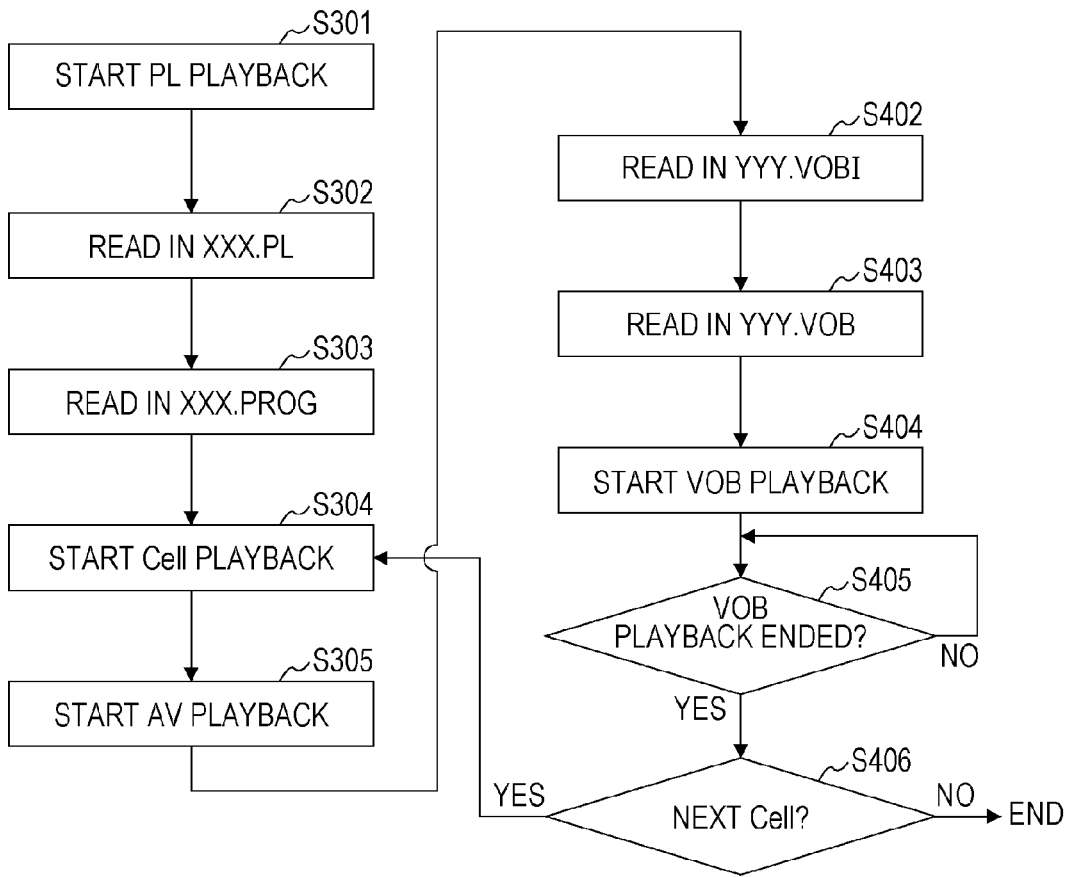 S301
START PL PLAYBACK
S302
READ IN XXX.PL
S303
READ IN XXX.PROG
S304
START Cell PLAYBACK
S305
START AV PLAYBACK
S402
READ IN YYY.VOBI
S403
READ IN YYY.VOB
S404
START VOB PLAYBACK
S405
VOB
PLAYBACK ENDED?
NO
YES
S406
NEXT Cell?
YES
NO
END